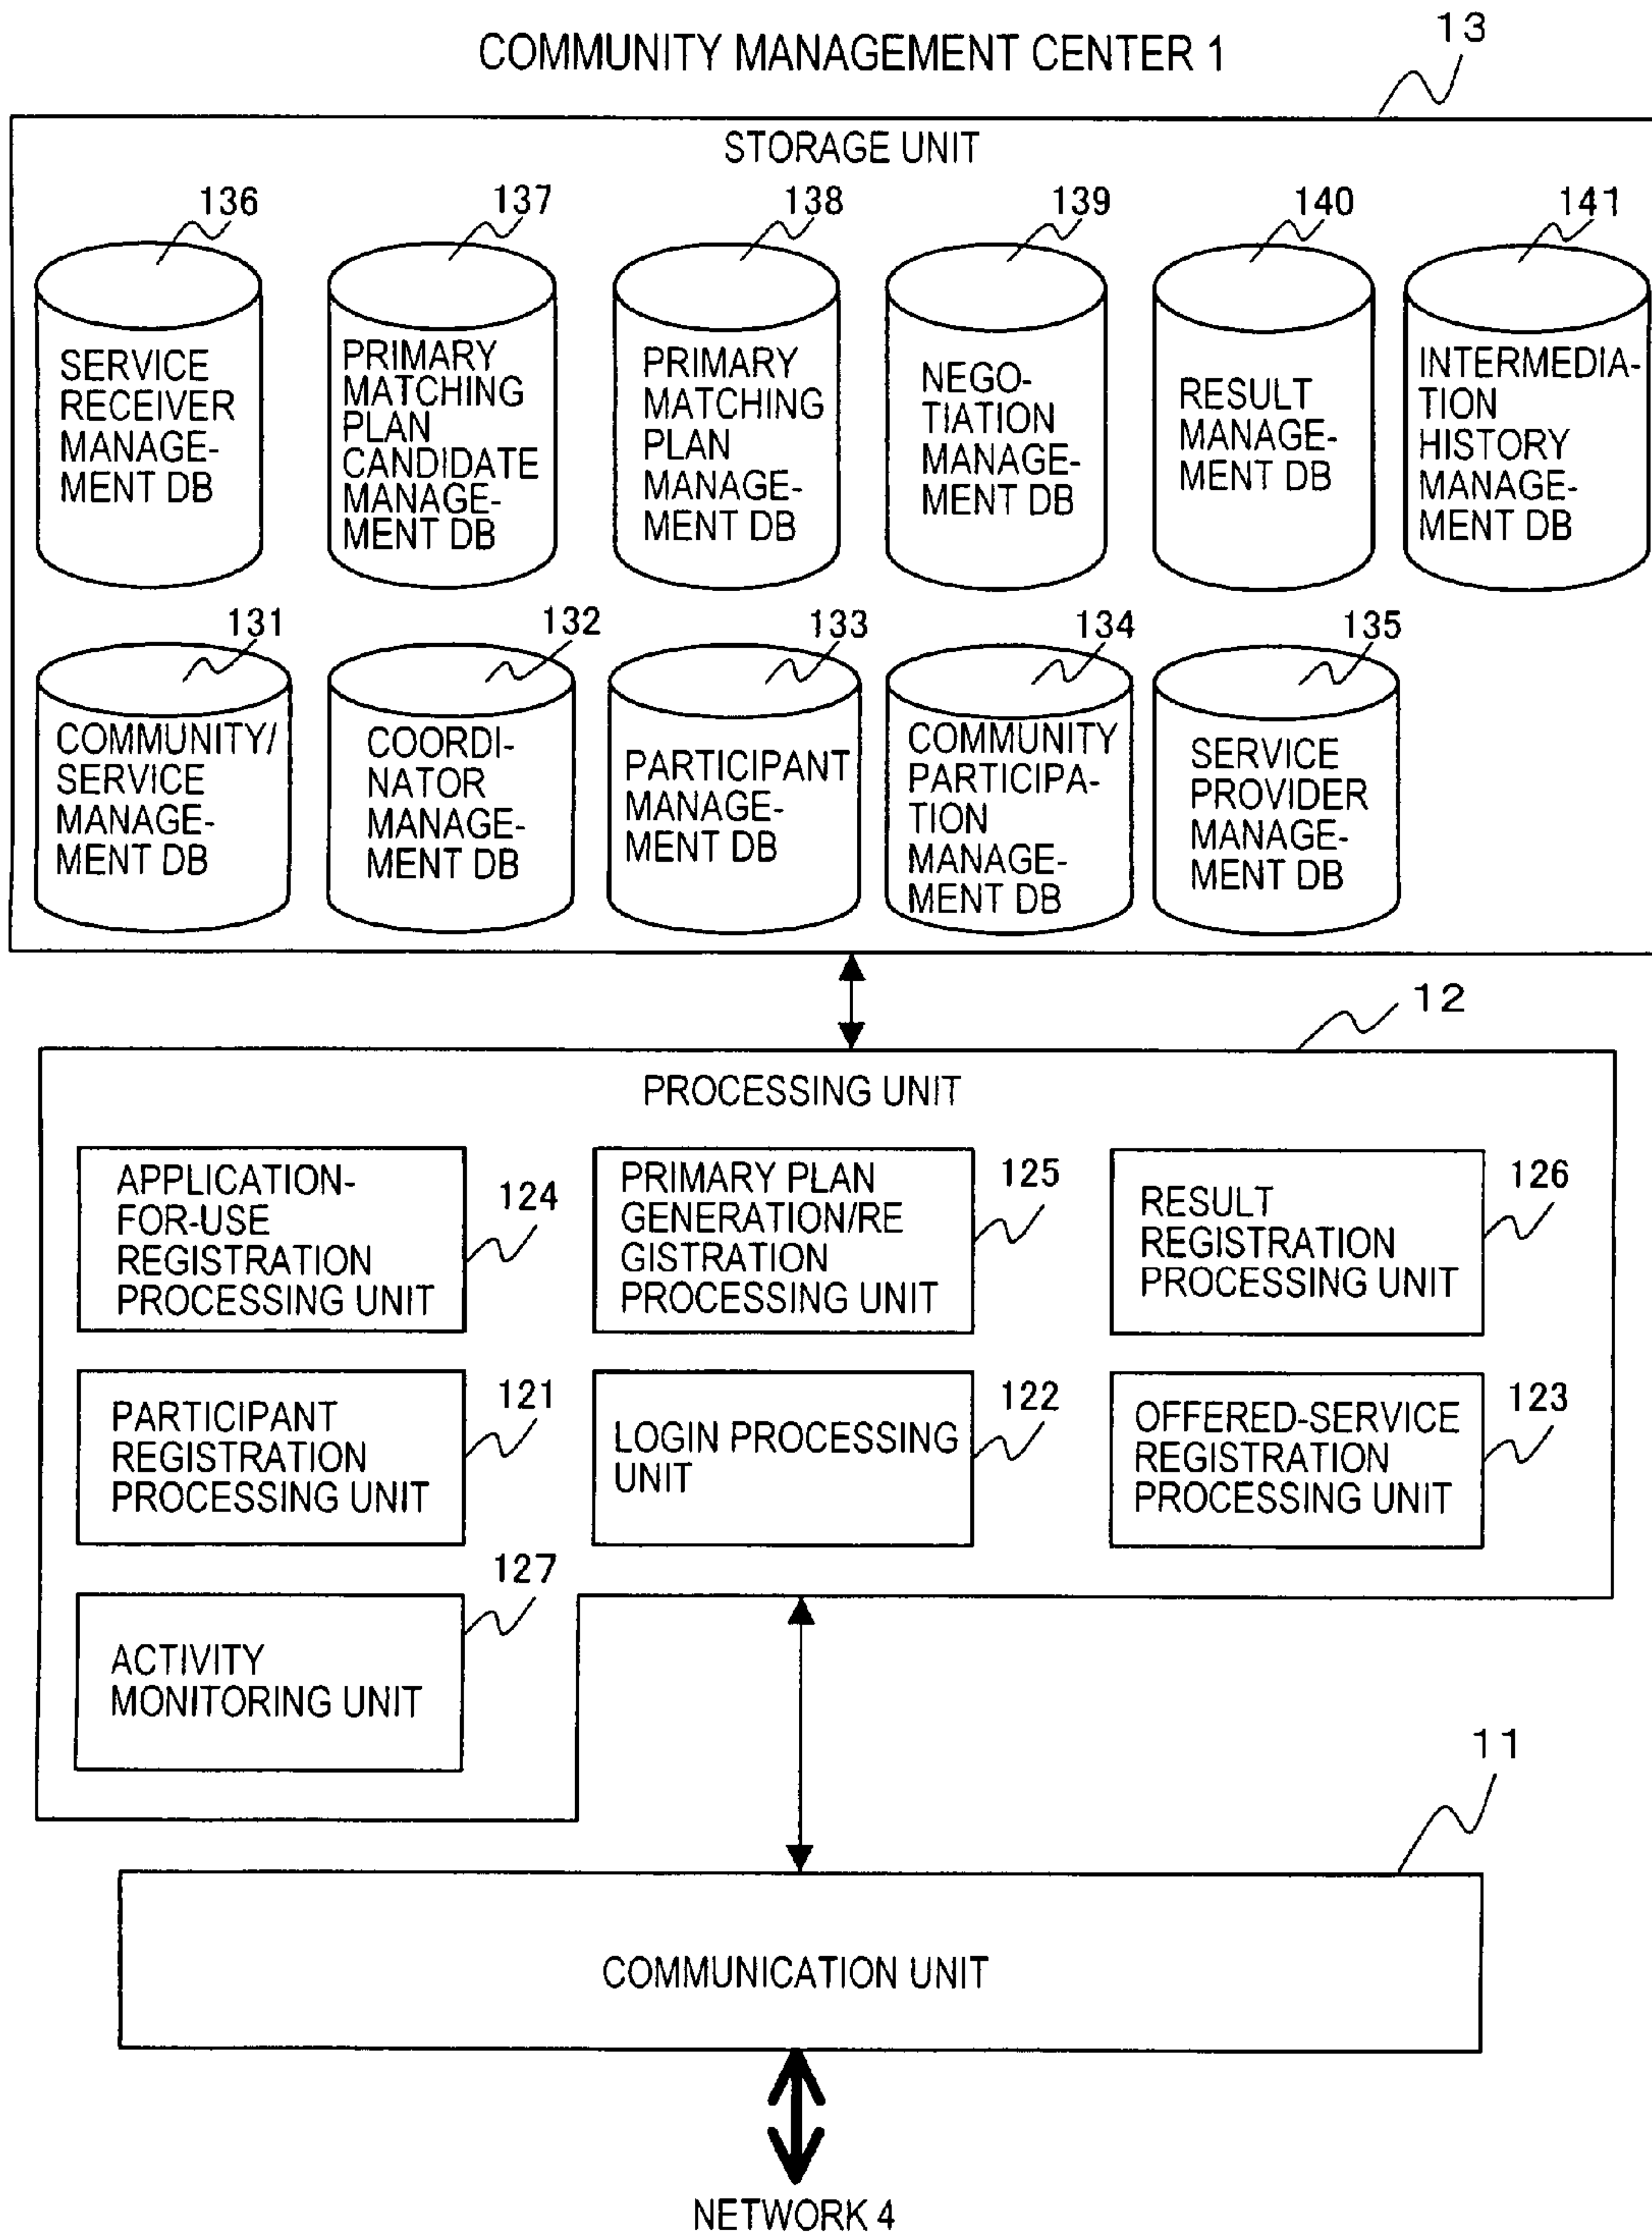 COMMUNITY MANAGEMENT CENTER 1
13
STORAGE UNIT
136
137
138
139
140
141
SERVICE
RECEIVER
MANAGE-
MENT DB
PRIMARY
MATCHING
PLAN
CANDIDATE
MANAGE-
MENT DB
PRIMARY
MATCHING
PLAN
MANAGE-
MENT DB
NEGO-
TIATION
MANAGE-
MENT DB
RESULT
MANAGE-
MENT DB
INTERMEDIA-
TION
HISTORY
MANAGE-
MENT DB
131
132
133
134
135
COMMUNITY/
SERVICE
MANAGE-
MENT DB
COORDI-
NATOR
MANAGE-
MENT DB
PARTICIPANT
MANAGE-
MENT DB
COMMUNITY
PARTICIPA-
TION
MANAGE-
MENT DB
SERVICE
PROVIDER
MANAGE-
MENT DB
12
PROCESSING UNIT
APPLICATION-
FOR-USE
REGISTRATION
PROCESSING UNIT
124
PRIMARY PLAN
GENERATION/RE
GISTRATION
PROCESSING UNIT
125
RESULT
REGISTRATION
PROCESSING UNIT
126
PARTICIPANT
REGISTRATION
PROCESSING UNIT
121
LOGIN PROCESSING
UNIT
122
OFFERED-SERVICE
REGISTRATION
PROCESSING UNIT
123
ACTIVITY
MONITORING UNIT
127
11
COMMUNICATION UNIT
NETWORK 4